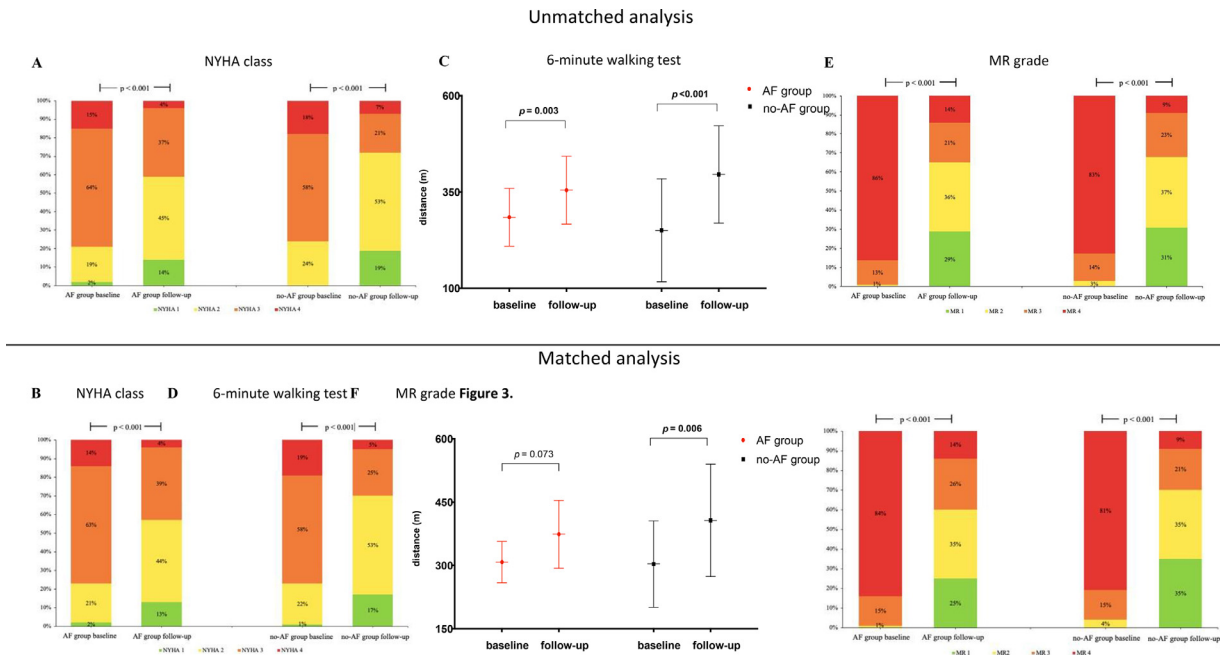 Unmatched analysis
A
NYHA class
p < 0.001
p < 0.001
100%
90%
80%
70%
60%
50%
40%
30%
20%
10%
0%
15%
64%
19%
2%
4%
37%
45%
14%
18%
58%
24%
7%
21%
53%
19%
AF group baseline
AF group follow-up
no-AF group baseline
no-AF group follow-up
NYHA 1
NYHA 2
NYHA 3
NYHA 4
C
6-minute walking test
AF group
no-AF group
p = 0.003
p <0.001
distance (m)
600
350
100
baseline
follow-up
baseline
follow-up
E
MR grade
p < 0.001
p < 0.001
100%
90%
80%
70%
60%
50%
40%
30%
20%
10%
0%
86%
13%
1%
14%
21%
36%
29%
83%
14%
3%
9%
23%
37%
31%
AF group baseline
AF group follow-up
no-AF group baseline
no-AF group follow-up
MR 1
MR 2
MR 3
MR 4
Matched analysis
B NYHA class D 6-minute walking test F MR grade Figure 3.
p < 0.001
p < 0.001
100%
90%
80%
70%
60%
50%
40%
30%
20%
10%
0%
14%
63%
21%
2%
4%
39%
44%
13%
19%
58%
22%
1%
5%
25%
53%
17%
AF group baseline
AF group follow-up
no-AF group baseline
no-AF group follow-up
NYHA 1
NYHA 2
NYHA 3
NYHA 4
AF group
no-AF group
p = 0.073
p = 0.006
distance (m)
600
450
300
150
baseline
follow-up
baseline
follow-up
p < 0.001
p < 0.001
100%
90%
80%
70%
60%
50%
40%
30%
20%
10%
0%
84%
15%
1%
14%
26%
35%
25%
81%
15%
4%
9%
21%
35%
35%
AF group baseline
AF group follow-up
no-AF group baseline
no-AF group follow-up
MR 1
MR2
MR 3
MR 4